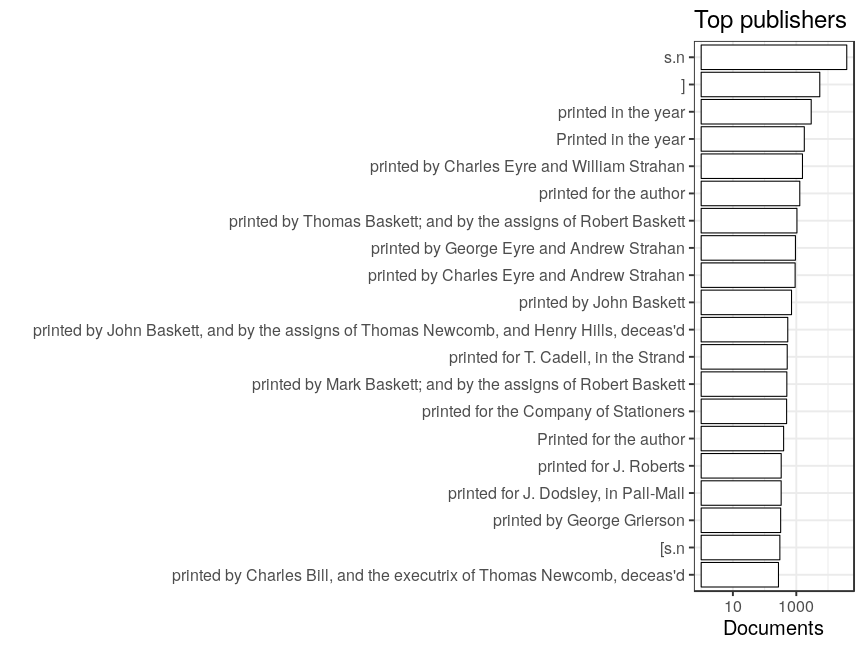 Top publishers
s.n
]
printed in the year
Printed in the year
printed by Charles Eyre and William Strahan
printed for the author
printed by Thomas Baskett; and by the assigns of Robert Baskett
printed by George Eyre and Andrew Strahan
printed by Charles Eyre and Andrew Strahan
printed by John Baskett
printed by John Baskett, and by the assigns of Thomas Newcomb, and Henry Hills, deceas'd
printed for T. Cadell, in the Strand
printed by Mark Baskett; and by the assigns of Robert Baskett
printed for the Company of Stationers
Printed for the author
printed for J. Roberts
printed for J. Dodsley, in Pall-Mall
printed by George Grierson
[s.n
printed by Charles Bill, and the executrix of Thomas Newcomb, deceas'd
10 1000
Documents